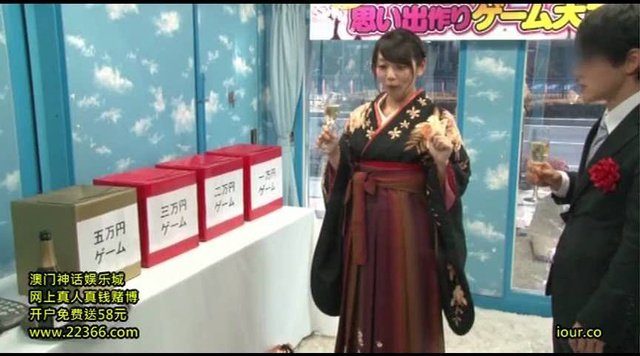 思い出作りゲーム大
五万円
ゲーム
三万円
ゲーム
二万円
ゲーム
一万円
ゲーム
澳门神话娱乐城
网上真人真钱赌博
开户免费送58元
www.22366.com
iour.co